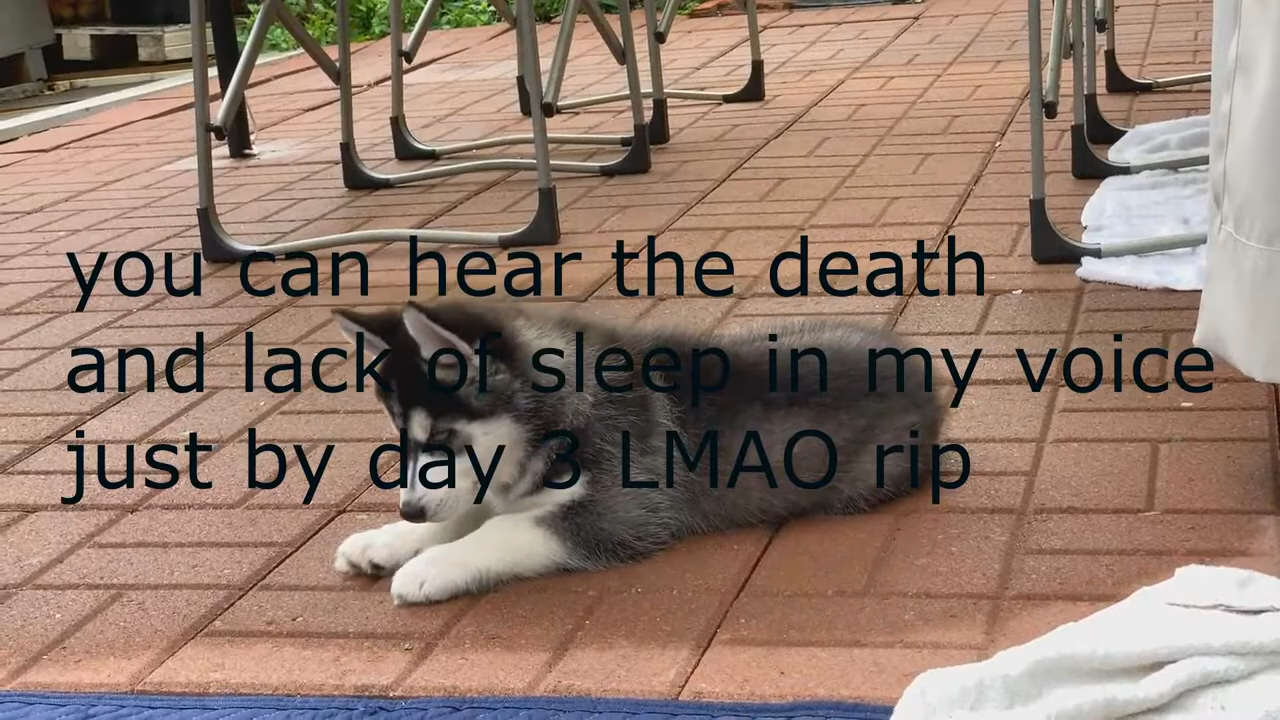 you can hear the death
and lack of sleep in my voice
just by day 3 LMAO rip